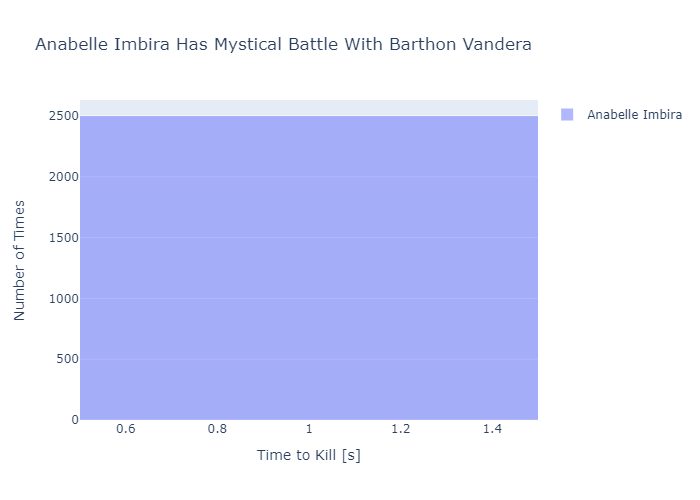 Anabelle Imbira Has Mystical Battle With Barthon Vandera
Anabelle Imbira
2500
2000
1500
1000
500
0
Number of Times
0.6 0.8 1 1.2 1.4
Time to Kill [s]